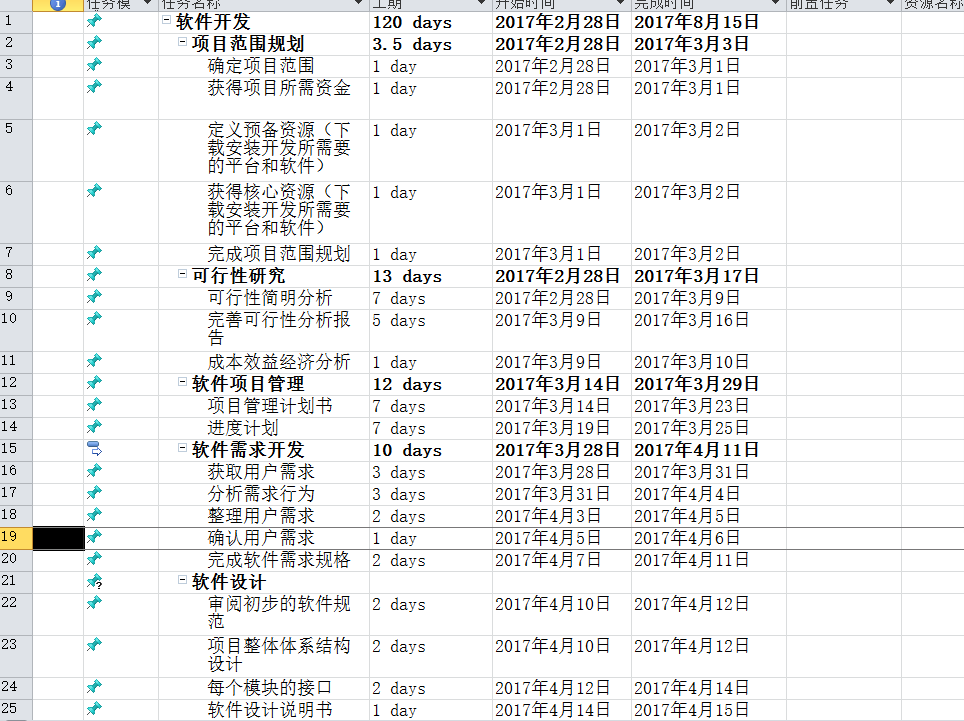 任务模 任务名称 工期 开始时间 完成时间 前置任务 资源名称
1 软件开发 120 days 2017年2月28日 2017年8月15日
2 项目范围规划 3.5 days 2017年2月28日 2017年3月3日
3 确定项目范围 1 day 2017年2月28日 2017年3月1日
4 获得项目所需资金 1 day 2017年2月28日 2017年3月1日
5 定义预备资源（下 1 day 2017年3月1日 2017年3月2日
载安装开发所需要
的平台和软件）
6 获得核心资源（下 1 day 2017年3月1日 2017年3月2日
载安装开发所需要
的平台和软件）
7 完成项目范围规划 1 day 2017年3月1日 2017年3月2日
8 可行性研究 13 days 2017年2月28日 2017年3月17日
9 可行性简明分析 7 days 2017年2月28日 2017年3月9日
10 完善可行性分析报 5 days 2017年3月9日 2017年3月16日
告
11 成本效益经济分析 1 day 2017年3月9日 2017年3月10日
12 软件项目管理 12 days 2017年3月14日 2017年3月29日
13 项目管理计划书 7 days 2017年3月14日 2017年3月23日
14 进度计划 7 days 2017年3月19日 2017年3月25日
15 软件需求开发 10 days 2017年3月28日 2017年4月11日
16 获取用户需求 3 days 2017年3月28日 2017年3月31日
17 分析需求行为 3 days 2017年3月31日 2017年4月4日
18 整理用户需求 2 days 2017年4月3日 2017年4月5日
19 确认用户需求 1 day 2017年4月5日 2017年4月6日
20 完成软件需求规格 2 days 2017年4月7日 2017年4月11日
21 软件设计
22 审阅初步的软件规 2 days 2017年4月10日 2017年4月12日
范
23 项目整体体系结构 2 days 2017年4月10日 2017年4月12日
设计
24 每个模块的接口 2 days 2017年4月12日 2017年4月14日
25 软件设计说明书 1 day 2017年4月14日 2017年4月15日